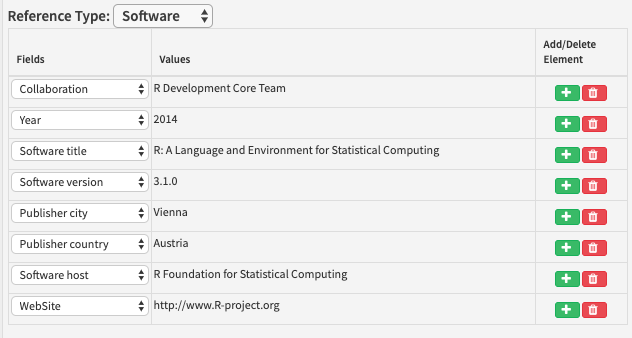 Reference Type: Software
Fields Values Add/Delete
Element
Collaboration R Development Core Team
Year 2014
Software title R: A Language and Environment for Statistical Computing
Software version 3.1.0
Publisher city Vienna
Publisher country Austria
Software host R Foundation for Statistical Computing
WebSite http://www.R-project.org